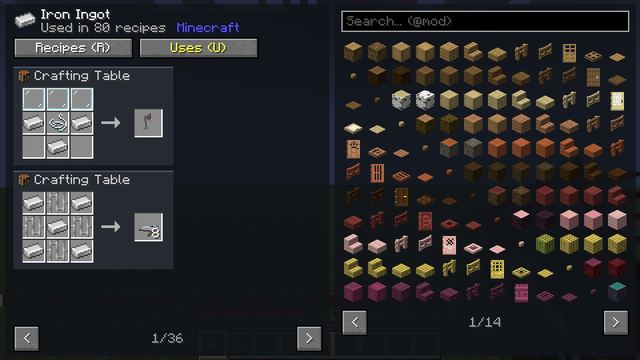 Iron Ingot
Used in 80 recipes Minecraft
Recipes (R) Uses (U)
Crafting Table
Crafting Table
8
1/36
Search... (@mod)
1/14